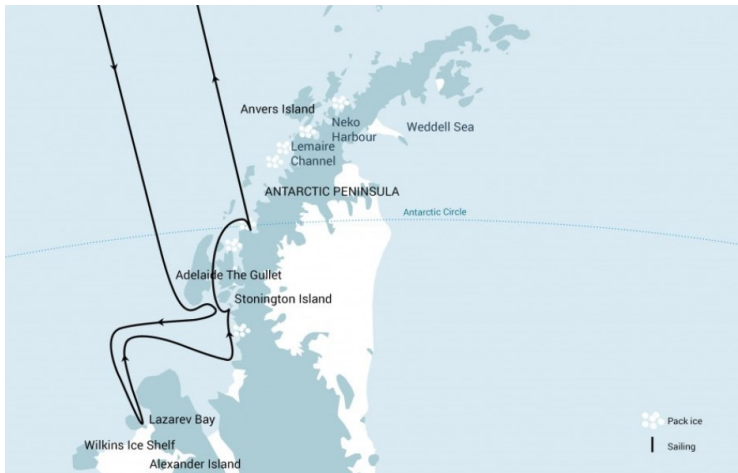 Anvers Island
Neko
Harbour
Weddell Sea
Lemaire
Channel
ANTARCTIC PENINSULA
Antarctic Circle
Adelaide The Gullet
Stonington Island
Lazarev Bay
Pack ice
Wilkins Ice Shelf
Sailing
Alexander Island